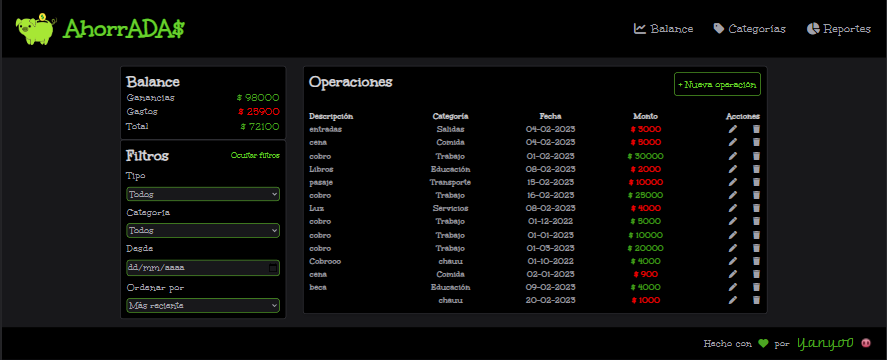 AhorrADA$
Balance Categorías Reportes
Balance
Ganancias $ 98000
Gastos $ 25900
Total $ 72100
Filtros Ocultar filtros
Tipo
Todos
Categoría
Todos
Desde
dd/mm/aaaa
Ordenar por
Más reciente
Operaciones + Nueva operación
Descripción Categoría Fecha Monto Acciones
entradas Salidas 04-02-2023 $ 3000
cena Comida 04-02-2023 $ 5000
cobro Trabajo 01-02-2023 $ 30000
Libros Educación 08-02-2023 $ 2000
pasaje Transporte 15-02-2023 $ 10000
cobro Trabajo 16-02-2023 $ 25000
Luz Servicios 08-02-2023 $ 4000
cobro Trabajo 01-12-2022 $ 5000
cobro Trabajo 01-01-2023 $ 10000
cobro Trabajo 01-03-2023 $ 20000
Cobrooo chauu 01-10-2022 $ 4000
cena Comida 02-01-2023 $ 900
beca Educación 09-02-2023 $ 4000
chauu 20-02-2023 $ 1000
Hecho con por Yanyoo